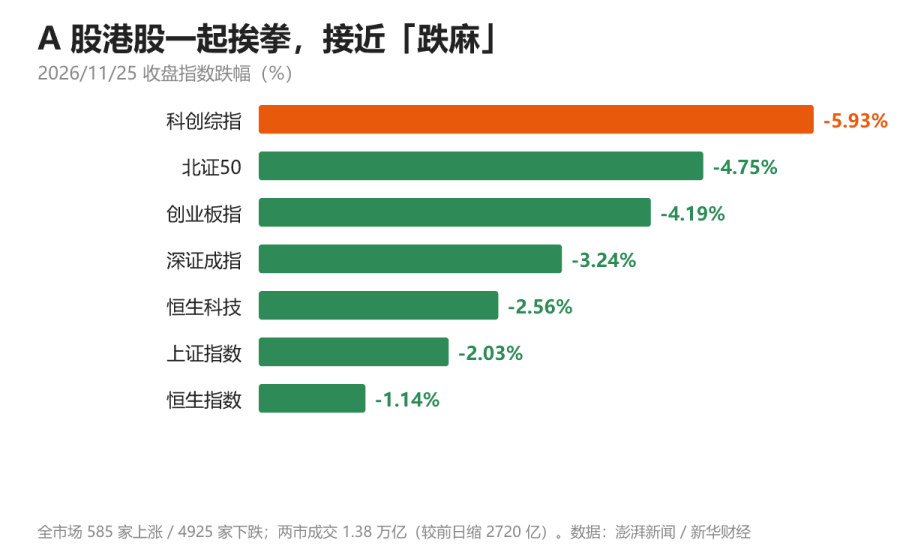 A 股港股一起挨拳，接近「跌麻」
2026/11/25 收盘指数跌幅（%）
科创综指 -5.93%
北证50 -4.75%
创业板指 -4.19%
深证成指 -3.24%
恒生科技 -2.56%
上证指数 -2.03%
恒生指数 -1.14%
全市场 585 家上涨 / 4925 家下跌；两市成交 1.38 万亿（较前日缩 2720 亿）。数据：澎湃新闻 / 新华财经